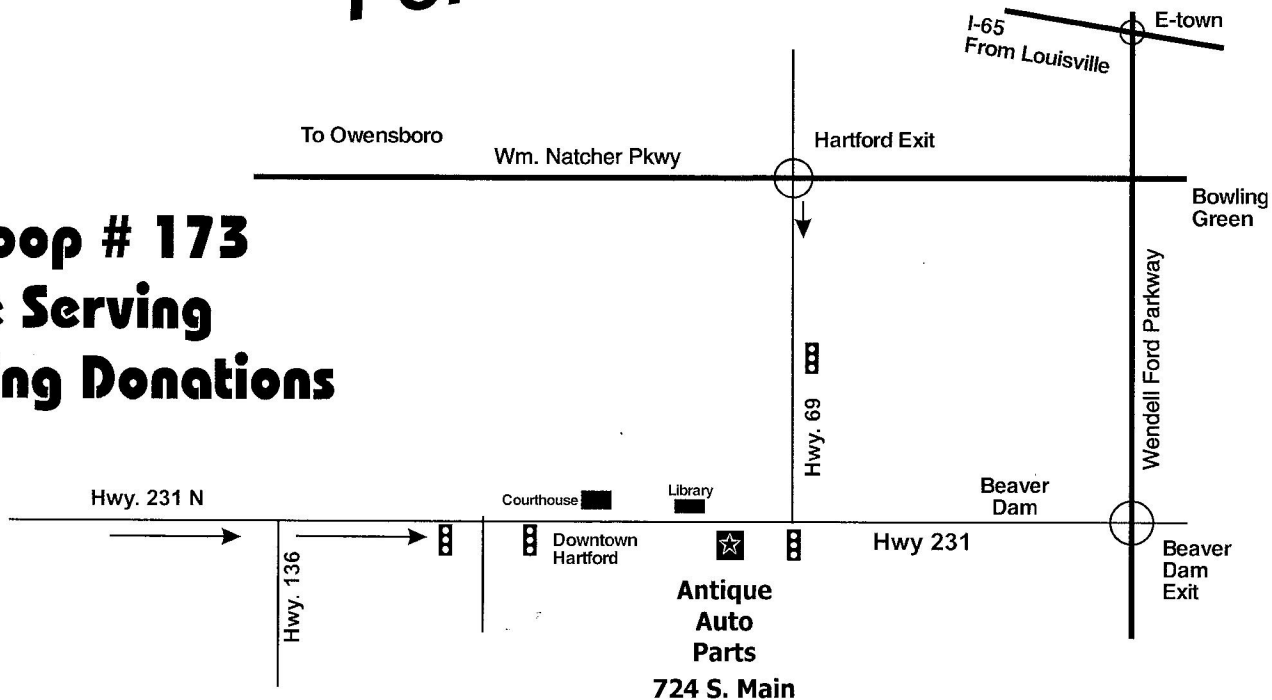 E-town
I-65
From Louisville
To Owensboro
Hartford Exit
Wm. Natcher Pkwy
Bowling
Green
# 173
Serving
Donations
Wendell Ford Parkway
Hwy. 69
Hwy. 231 N
Courthouse
Library
Beaver
Dam
Downtown
Hartford
Hwy 231
Beaver
Dam
Exit
Hwy. 136
Antique
Auto
Parts
724 S. Main